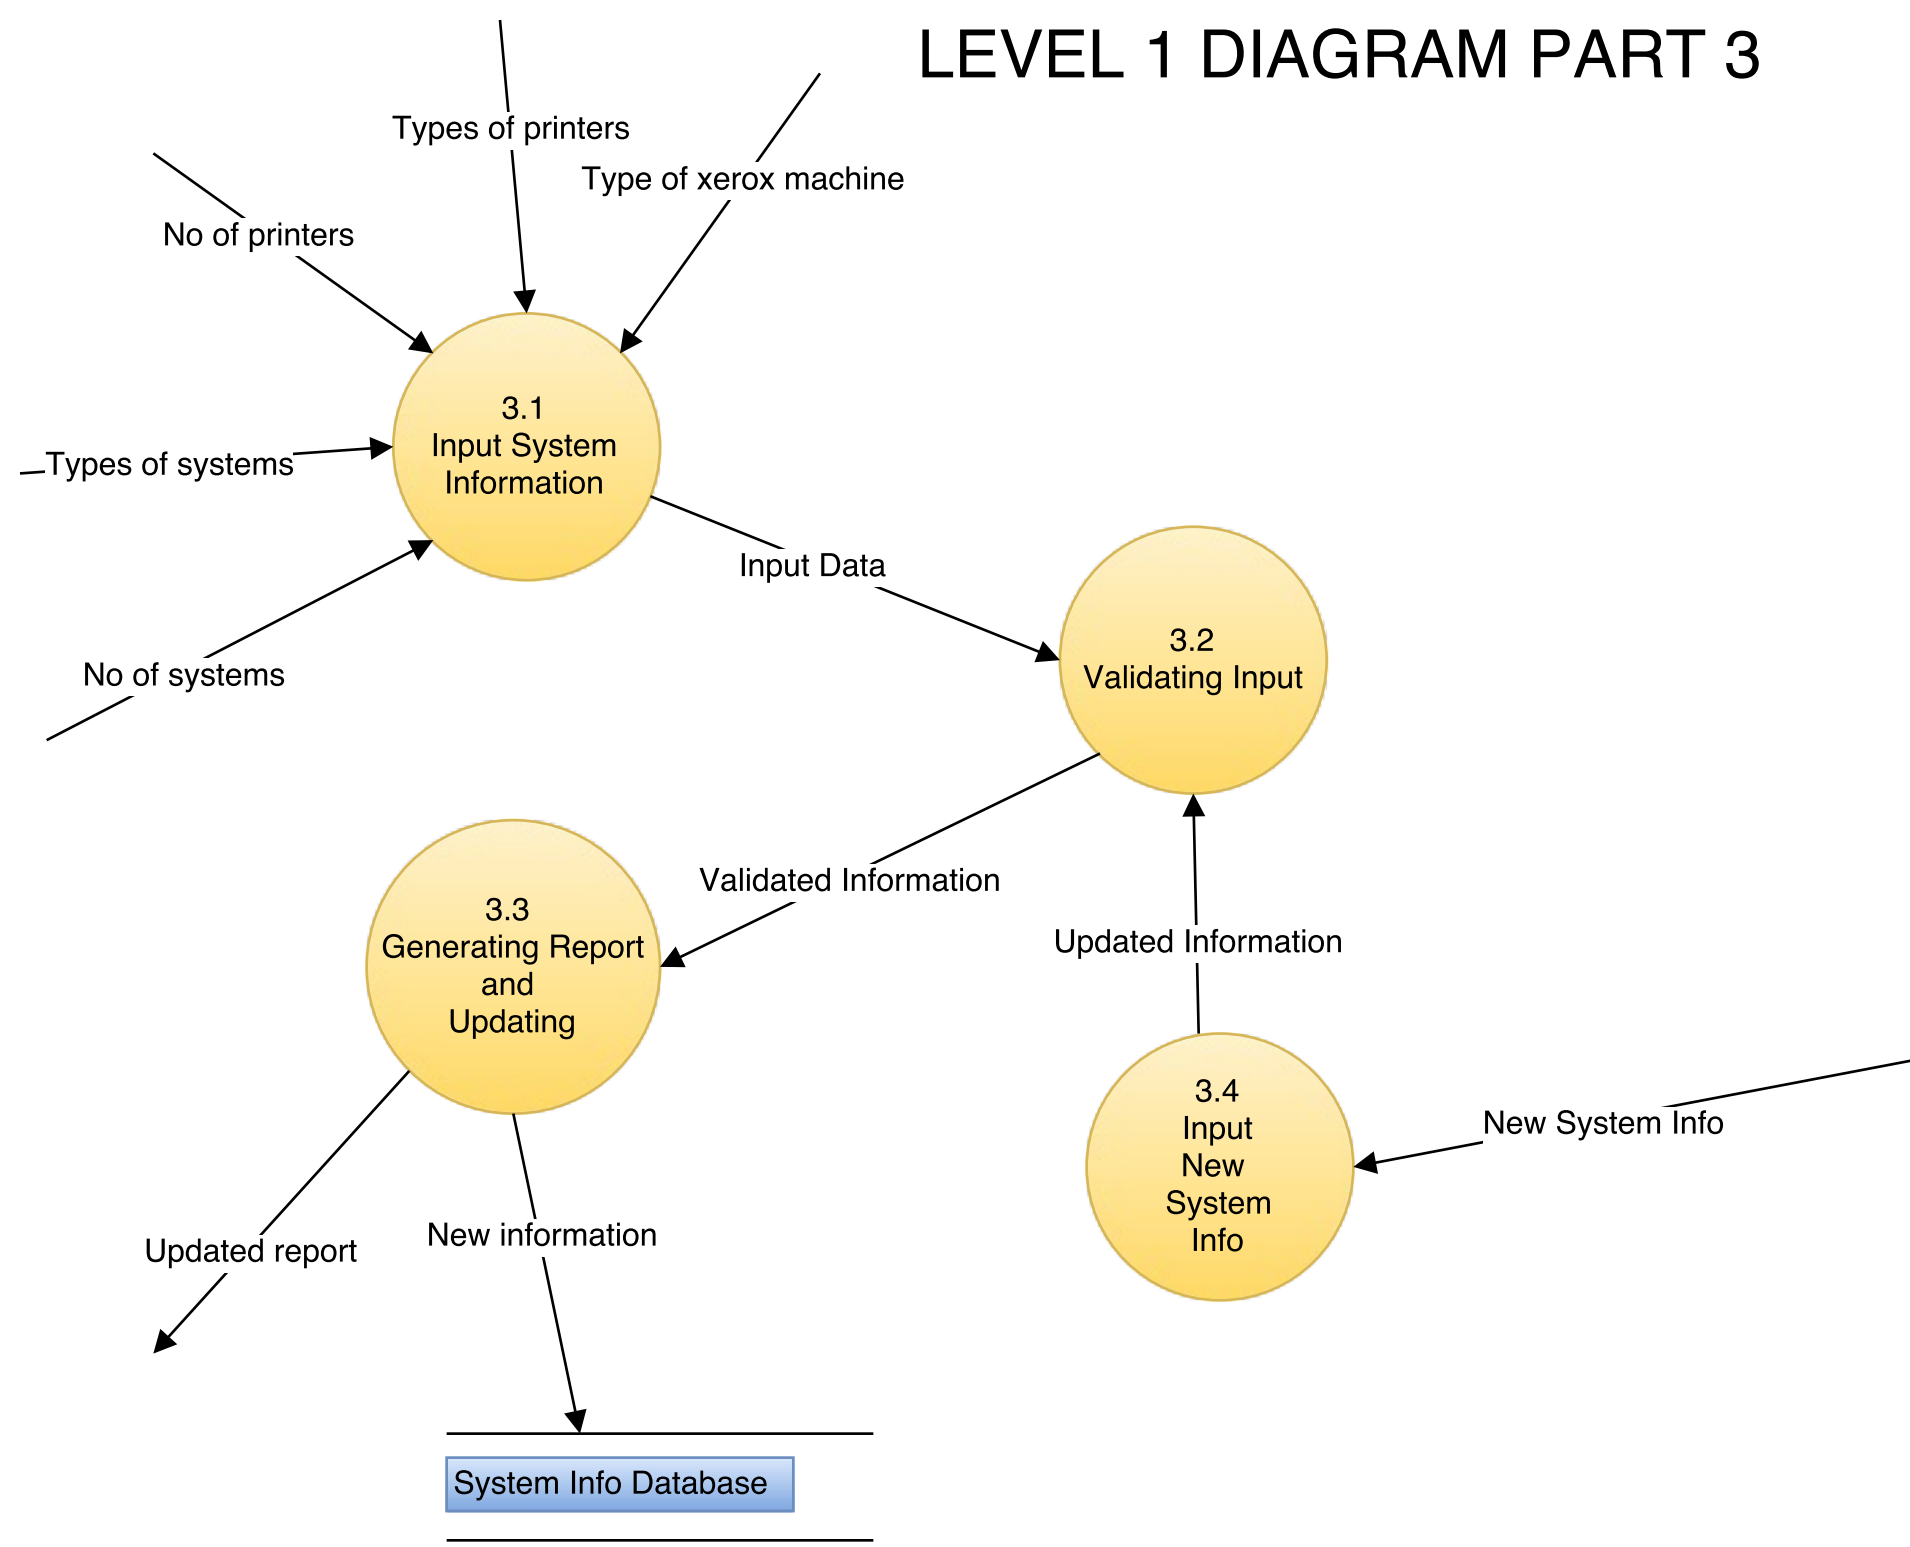 LEVEL 1 DIAGRAM PART 3
Types of printers
Type of xerox machine
No of printers
3.1
Input System
Information
Types of systems
Input Data
No of systems
3.2
Validating Input
Validated Information
3.3
Generating Report
and
Updating
Updated Information
3.4
Input
New
System
Info
New System Info
Updated report
New information
System Info Database